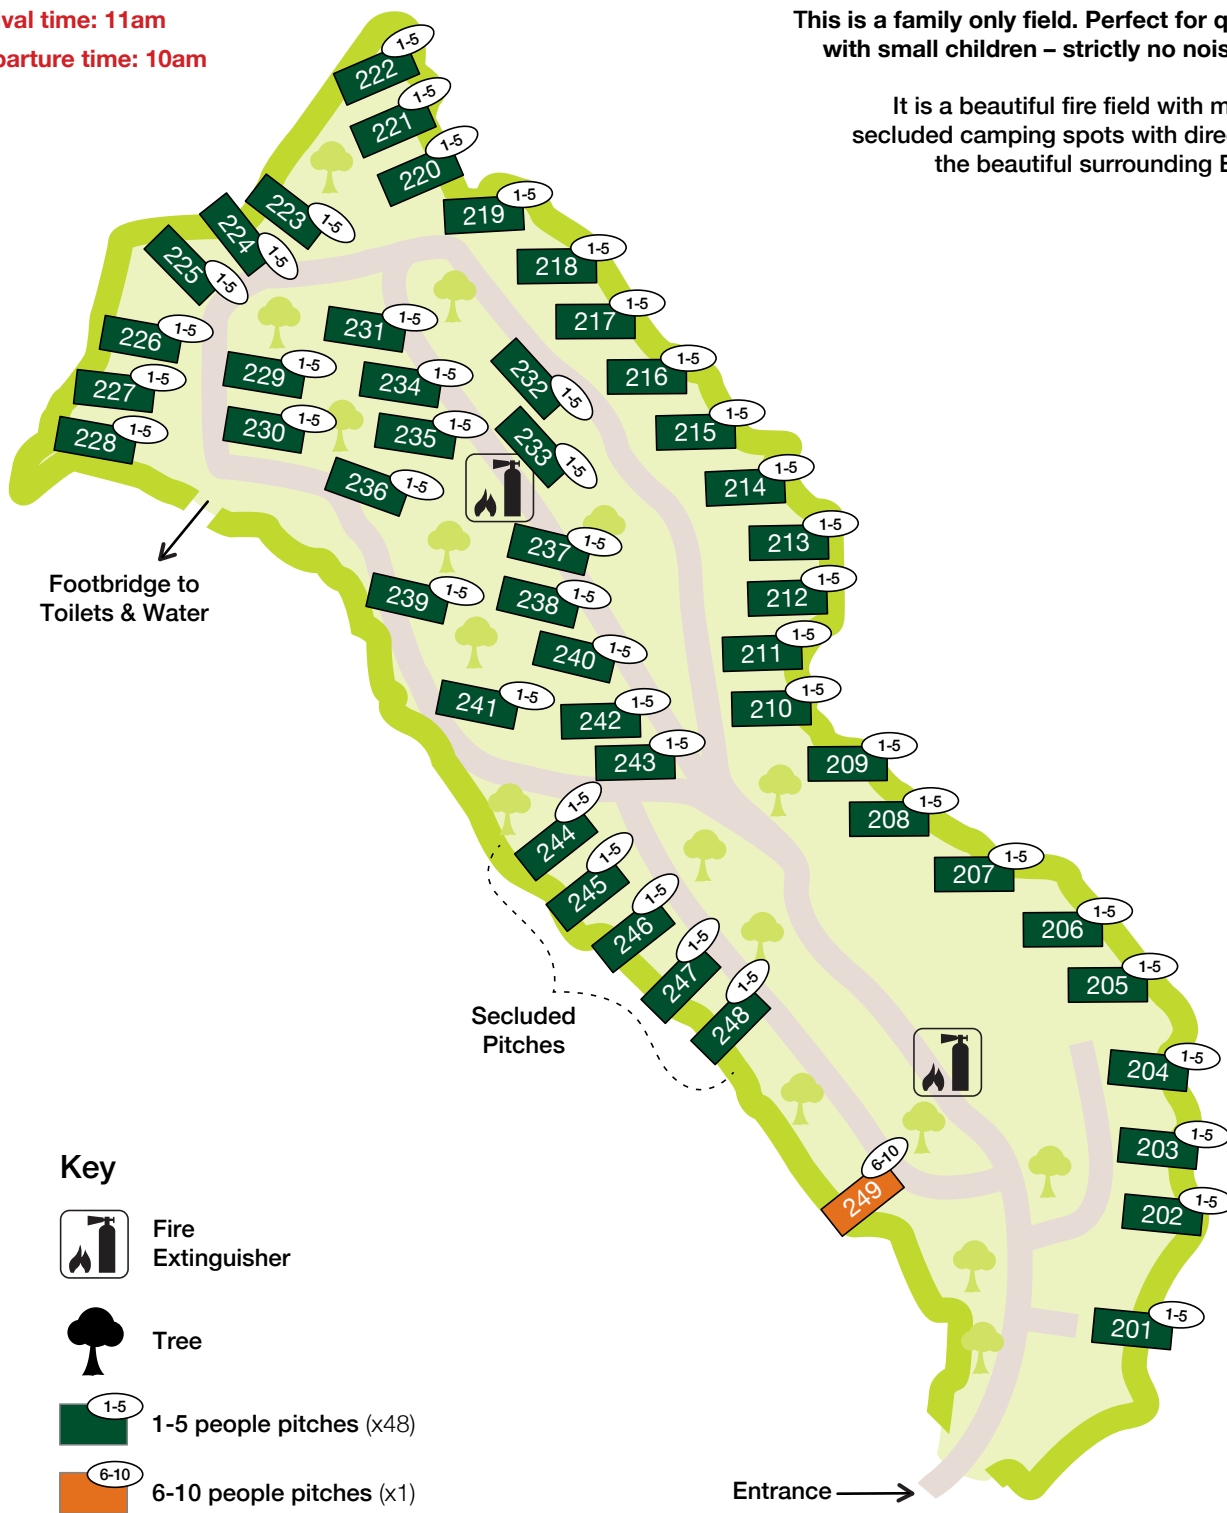 ival time: 11am
parture time: 10am
This is a family only field. Perfect for q
with small children – strictly no nois
It is a beautiful fire field with m
secluded camping spots with direc
the beautiful surrounding E
222 1-5
221 1-5
220 1-5
219 1-5
223 1-5
224 1-5
225 1-5
218 1-5
217 1-5
226 1-5
231 1-5
216 1-5
227 1-5
229 1-5
234 1-5
232 1-5
228 1-5
230 1-5
235 1-5
233 1-5
215 1-5
236 1-5
214 1-5
213 1-5
237 1-5
212 1-5
239 1-5
238 1-5
Footbridge to
Toilets & Water
211 1-5
240 1-5
210 1-5
241 1-5
242 1-5
243 1-5
209 1-5
208 1-5
244 1-5
207 1-5
245 1-5
206 1-5
246 1-5
247 1-5
205 1-5
248 1-5
Secluded
Pitches
204 1-5
203 1-5
249 6-10
202 1-5
201 1-5
Key
Fire
Extinguisher
Tree
1-5 1-5 people pitches (x48)
6-10 6-10 people pitches (x1)
Entrance